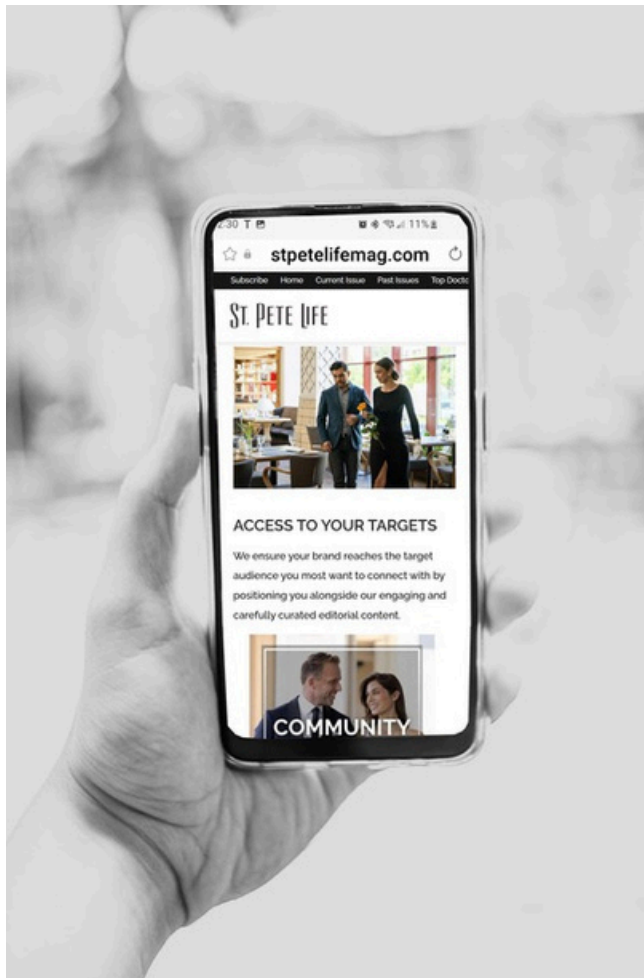 2:30 T 11%
stpetelifemag.com
Subscribe Home Current Issue Past Issues Top
ST. PETE LIFE
ACCESS TO YOUR TARGETS
We ensure your brand reaches the target
audience you most want to connect with by
positioning you alongside our engaging and
carefully curated editorial content.
COMMUNITY